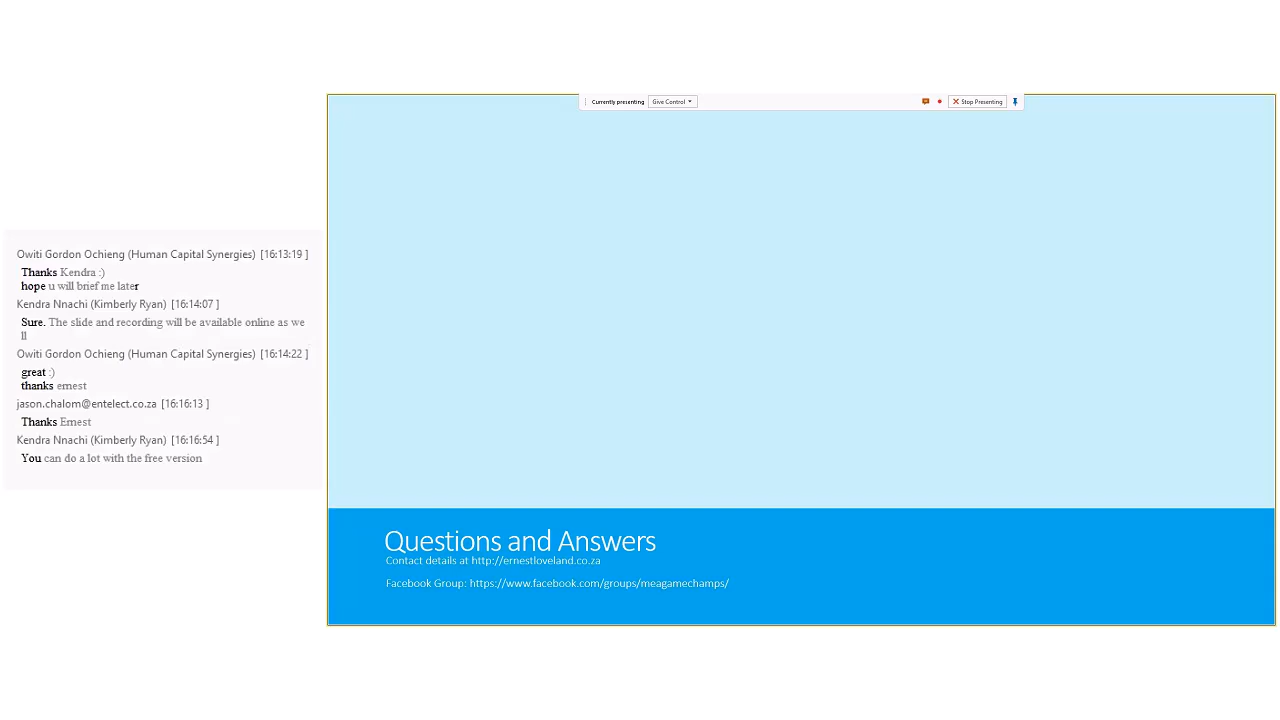 Currently presenting Give Control Stop Presenting
Owiti Gordon Ochieng (Human Capital Synergies) [16:13:19 ]
Thanks Kendra :)
hope u will brief me later
Kendra Nnachi (Kimberly Ryan) [16:14:07 ]
Sure. The slide and recording will be available online as we
ll
Owiti Gordon Ochieng (Human Capital Synergies) [16:14:22 ]
great :)
thanks ernest
jason.chalom@entelect.co.za [16:16:13 ]
Thanks Ernest
Kendra Nnachi (Kimberly Ryan) [16:16:54 ]
You can do a lot with the free version
Questions and Answers
Contact details at http://ernestloveland.co.za
Facebook Group: https://www.facebook.com/groups/meagamechamps/